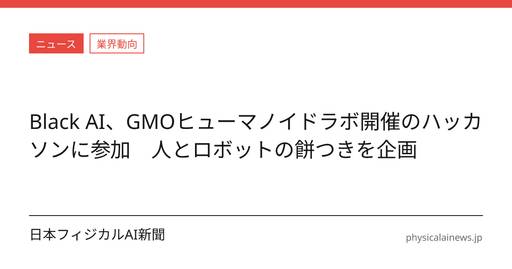 ニュース 業界動向
Black AI、GMOヒューマノイドラボ開催のハッカ
ソンに参加　人とロボットの餅つきを企画
日本フィジカルAI新聞 physicalainews.jp